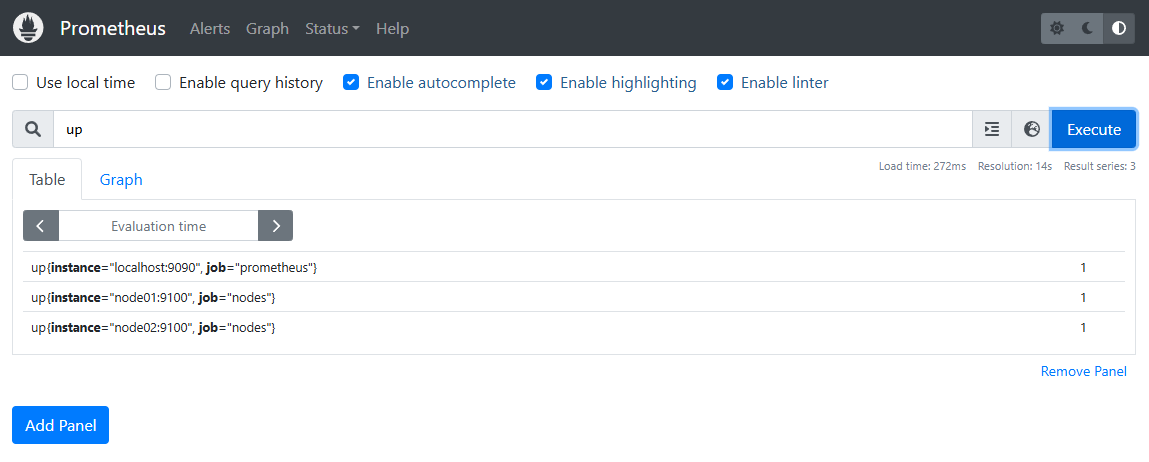 Prometheus Alerts Graph Status Help
Use local time Enable query history Enable autocomplete Enable highlighting Enable linter
up Execute
Load time: 272ms Resolution: 14s Result series: 3
Table Graph
Evaluation time
up{instance="localhost:9090", job="prometheus"} 1
up{instance="node01:9100", job="nodes"} 1
up{instance="node02:9100", job="nodes"} 1
Remove Panel
Add Panel